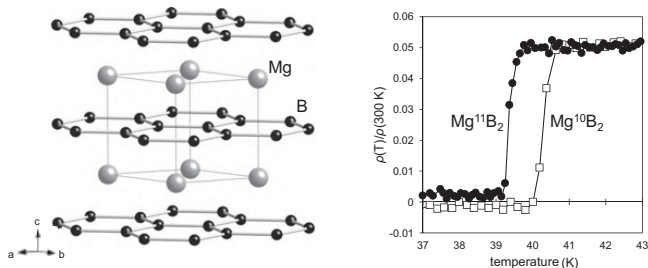 Mg
B
c
a
b
0.06
0.05
0.04
0.03
0.02
0.01
0
-0.01
ρ(T)/ρ(300 K)
Mg¹¹B₂
Mg¹⁰B₂
37 38 39 40 41 42 43
temperature (K)